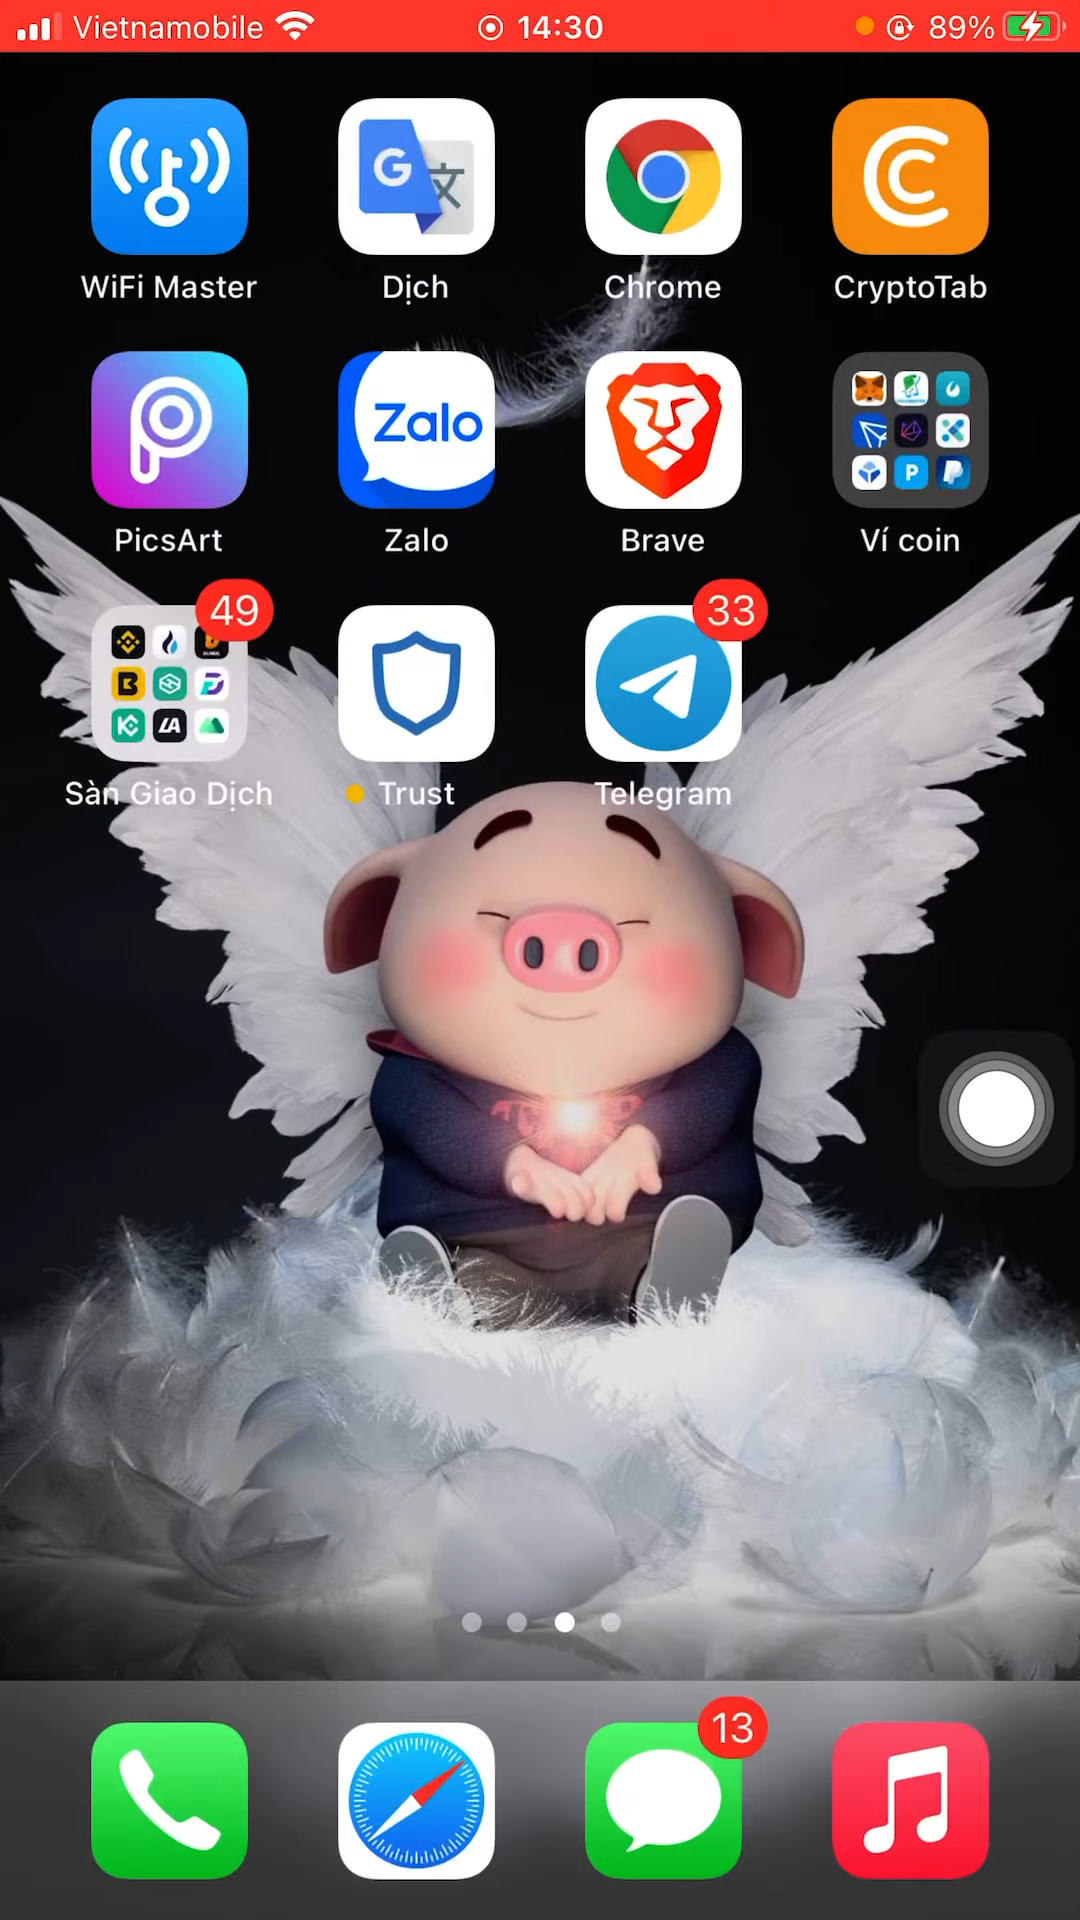 Vietnamobile 14:30 89%
WiFi Master Dịch Chrome CryptoTab
Zalo
PicsArt Zalo Brave Ví coin
49 33
Sàn Giao Dịch Trust Telegram
13